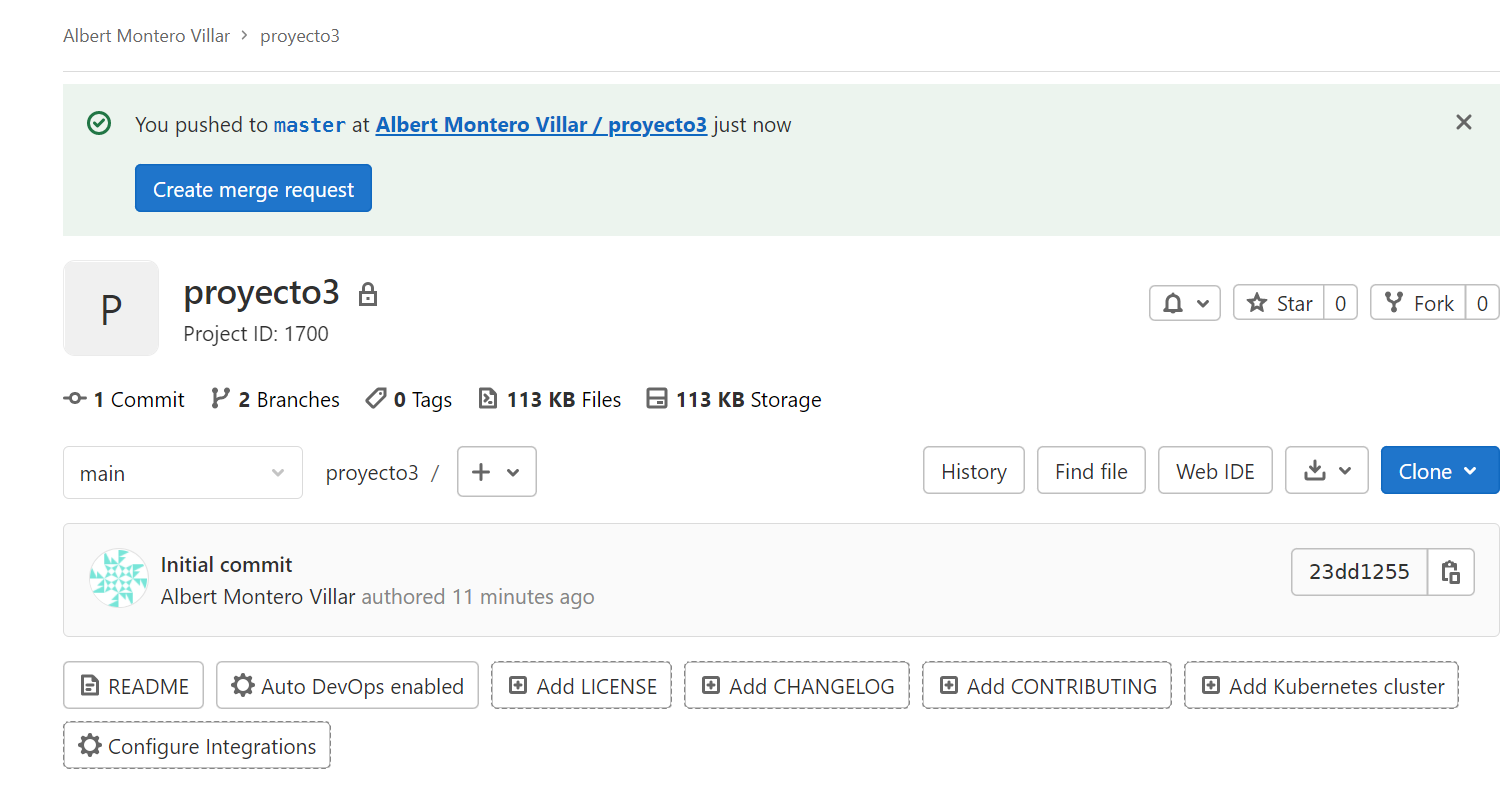 Albert Montero Villar > proyecto3
You pushed to master at Albert Montero Villar / proyecto3 just now
Create merge request
P
proyecto3
Project ID: 1700
Star 0
Fork 0
1 Commit 2 Branches 0 Tags 113 KB Files 113 KB Storage
main proyecto3 / History Find file Web IDE Clone
Initial commit
Albert Montero Villar authored 11 minutes ago
23dd1255
README Auto DevOps enabled Add LICENSE Add CHANGELOG Add CONTRIBUTING Add Kubernetes cluster
Configure Integrations